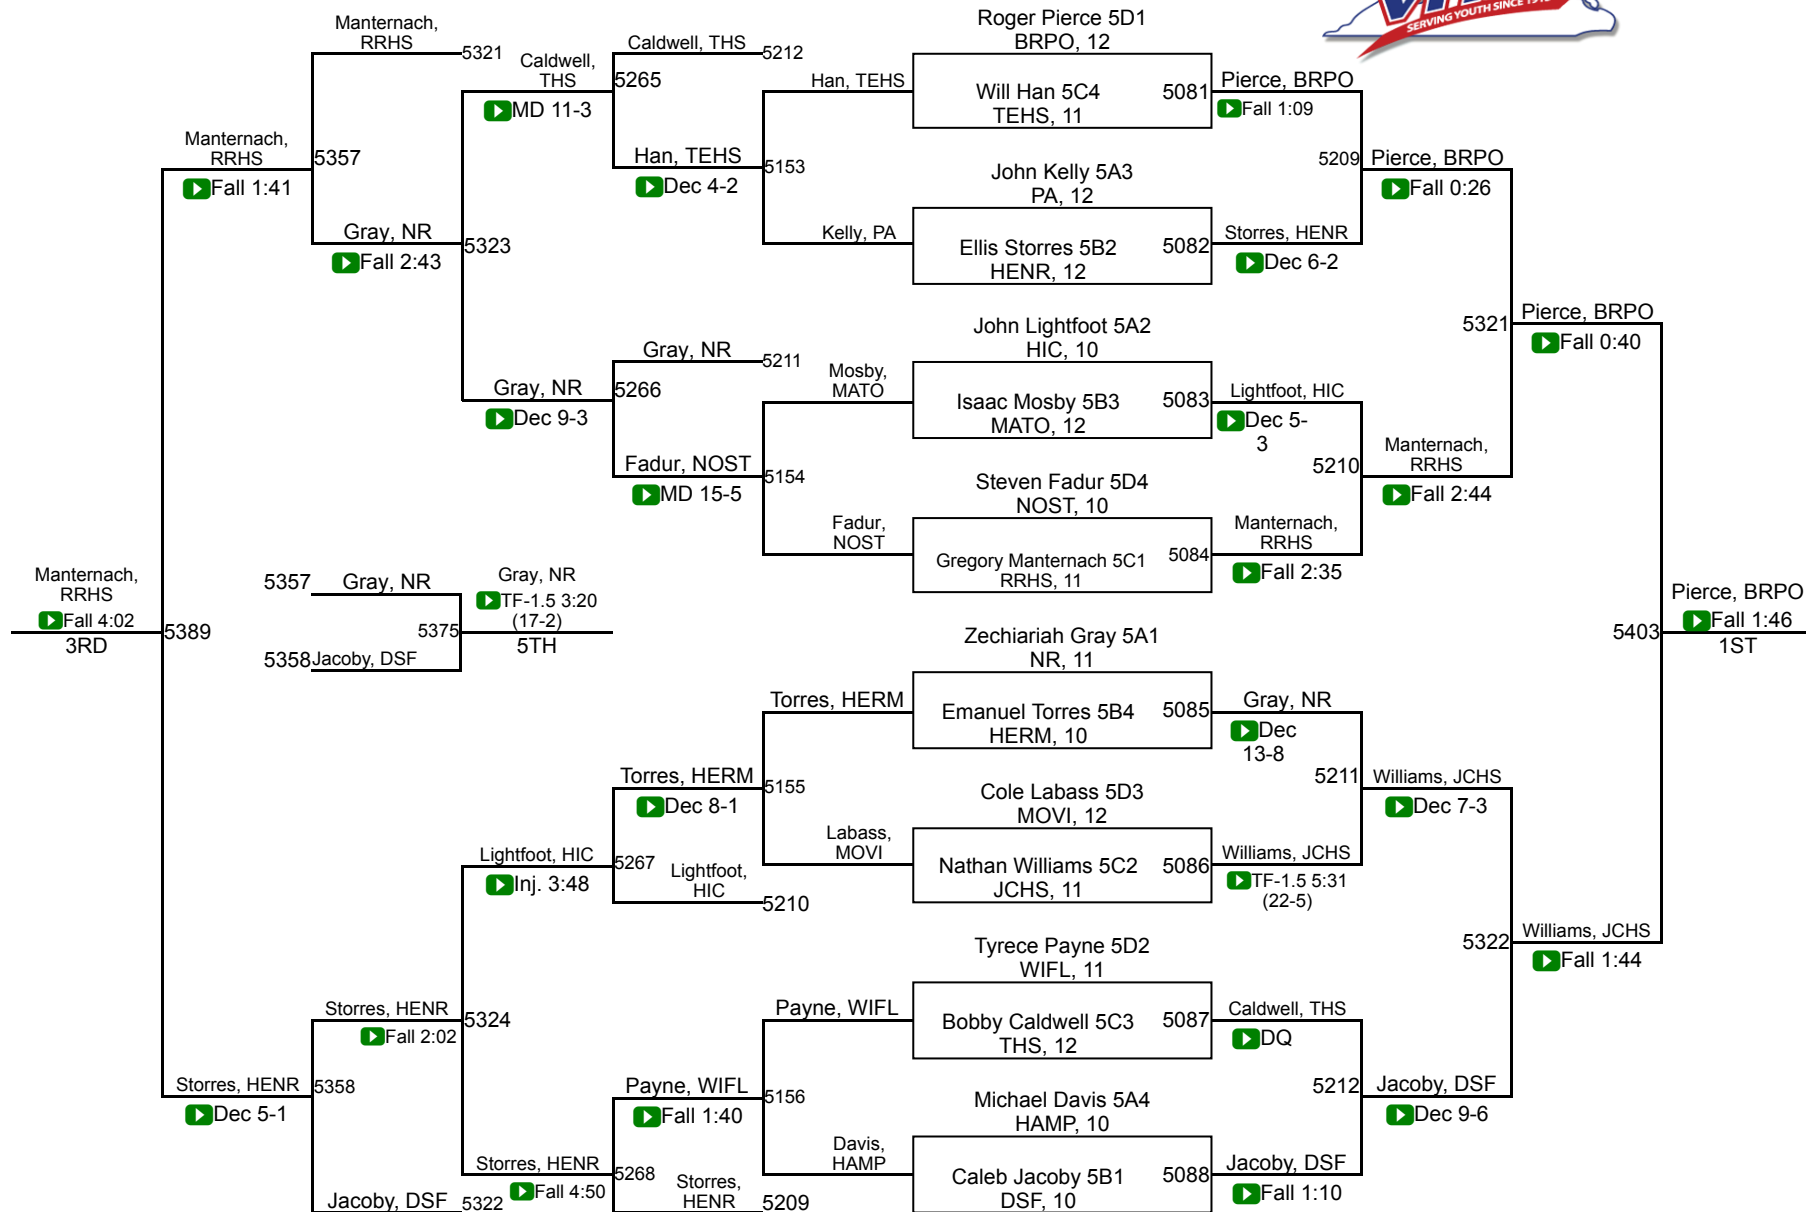 SERVING YOUTH SINCE 191
Roger Pierce 5D1
BRPO, 12
Will Han 5C4
TEHS, 11
5081
John Kelly 5A3
PA, 12
Ellis Storres 5B2
HENR, 12
5082
John Lightfoot 5A2
HIC, 10
Isaac Mosby 5B3
MATO, 12
5083
Steven Fadur 5D4
NOST, 10
Gregory Manternach 5C1
RRHS, 11
5084
Zechiariah Gray 5A1
NR, 11
Emanuel Torres 5B4
HERM, 10
5085
Cole Labass 5D3
MOVI, 12
Nathan Williams 5C2
JCHS, 11
5086
Tyrece Payne 5D2
WIFL, 11
Bobby Caldwell 5C3
THS, 12
5087
Michael Davis 5A4
HAMP, 10
Caleb Jacoby 5B1
DSF, 10
5088
Pierce, BRPO
Fall 1:09
5209
Storres, HENR
Dec 6-2
Lightfoot, HIC
Dec 5-
3
5210
Manternach,
RRHS
Fall 2:35
Gray, NR
Dec
13-8
5211
Williams, JCHS
TF-1.5 5:31
(22-5)
Caldwell, THS
DQ
5212
Jacoby, DSF
Fall 1:10
Pierce, BRPO
Fall 0:26
5321
Manternach,
RRHS
Fall 2:44
Williams, JCHS
Dec 7-3
5322
Jacoby, DSF
Dec 9-6
Pierce, BRPO
Fall 0:40
5403
Williams, JCHS
Fall 1:44
Pierce, BRPO
Fall 1:46
1ST
Han, TEHS
5153
Kelly, PA
Mosby,
MATO
5154
Fadur,
NOST
Torres, HERM
5155
Labass,
MOVI
Payne, WIFL
5156
Davis,
HAMP
Caldwell, THS
5212
5265
Han, TEHS
Dec 4-2
Gray, NR
5211
5266
Fadur, NOST
MD 15-5
Torres, HERM
Dec 8-1
5267
Lightfoot,
HIC
5210
Payne, WIFL
Fall 1:40
5268
Storres,
HENR
5209
Caldwell,
THS
MD 11-3
5323
Gray, NR
Dec 9-3
Lightfoot, HIC
Inj. 3:48
5324
Storres, HENR
Fall 4:50
Manternach,
RRHS
5321
5357
Gray, NR
Fall 2:43
Storres, HENR
Fall 2:02
5358
Jacoby, DSF
5322
Manternach,
RRHS
Fall 1:41
5389
Storres, HENR
Dec 5-1
Manternach,
RRHS
Fall 4:02
3RD
5357
Gray, NR
5375
5358
Jacoby, DSF
Gray, NR
TF-1.5 3:20
(17-2)
5TH